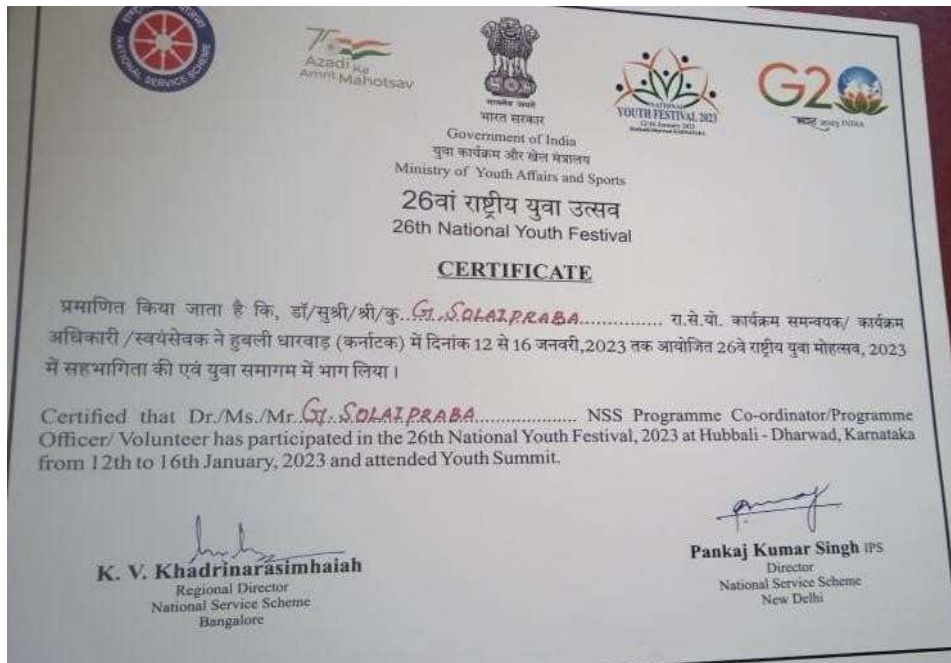 NATIONAL SERVICE SCHEME
75
Azadi Ka
Amrit Mahotsav
सत्यमेव जयते
भारत सरकार
Government of India
युवा कार्यक्रम और खेल मंत्रालय
Ministry of Youth Affairs and Sports
NATIONAL
YOUTH FESTIVAL 2023
G20
भारत 2023 INDIA
26वां राष्ट्रीय युवा उत्सव
26th National Youth Festival
CERTIFICATE
प्रमाणित किया जाता है कि, डॉ/सुश्री/श्री/कु..G. SOLAIPRABA................ रा.से.यो. कार्यक्रम समन्वयक/ कार्यक्रम
अधिकारी /स्वयंसेवक ने हुबली धारवाड़ (कर्नाटक) में दिनांक 12 से 16 जनवरी,2023 तक आयोजित 26वे राष्ट्रीय युवा मोहत्सव, 2023
में सहभागिता की एवं युवा समागम में भाग लिया।
Certified that Dr./Ms./Mr. G. SOLAIPRABA.................... NSS Programme Co-ordinator/Programme
Officer/ Volunteer has participated in the 26th National Youth Festival, 2023 at Hubbali - Dharwad, Karnataka
from 12th to 16th January, 2023 and attended Youth Summit.
K. V. Khadrinarasimhaiah
Regional Director
National Service Scheme
Bangalore
Pankaj Kumar Singh IPS
Director
National Service Scheme
New Delhi